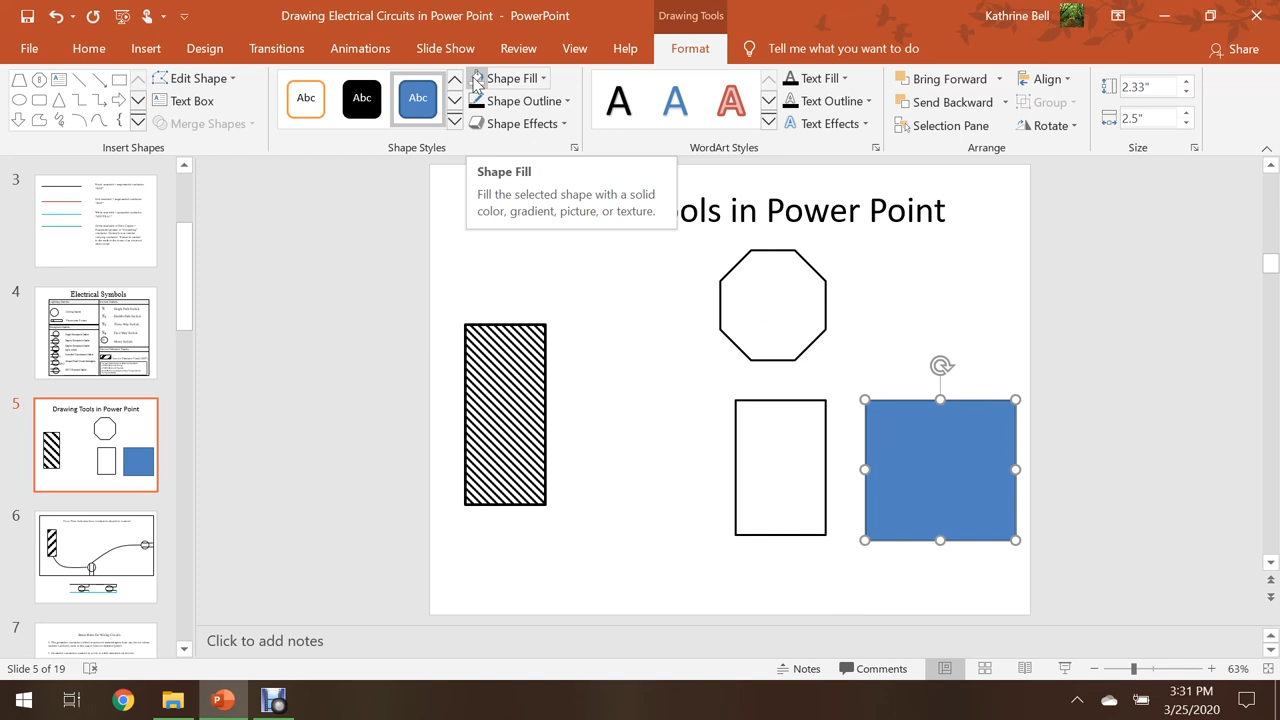 Drawing Electrical Circuits in Power Point - PowerPoint
Drawing Tools
Kathrine Bell
File Home Insert Design Transitions Animations Slide Show Review View Help Format Tell me what you want to do Share
Edit Shape
Text Box
Merge Shapes
Insert Shapes
Abc Abc Abc
Shape Fill
Shape Outline
Shape Effects
Shape Styles
A A A
Text Fill
Text Outline
Text Effects
WordArt Styles
Bring Forward
Send Backward
Selection Pane
Align
Group
Rotate
Arrange
2.33"
2.5"
Size
Shape Fill
Fill the selected shape with a solid
color, gradient, picture, or texture.
ols in Power Point
3
4
Electrical Symbols
5
Drawing Tools in Power Point
6
7
Click to add notes
Slide 5 of 19
Notes
Comments
63%
3:31 PM
3/25/2020